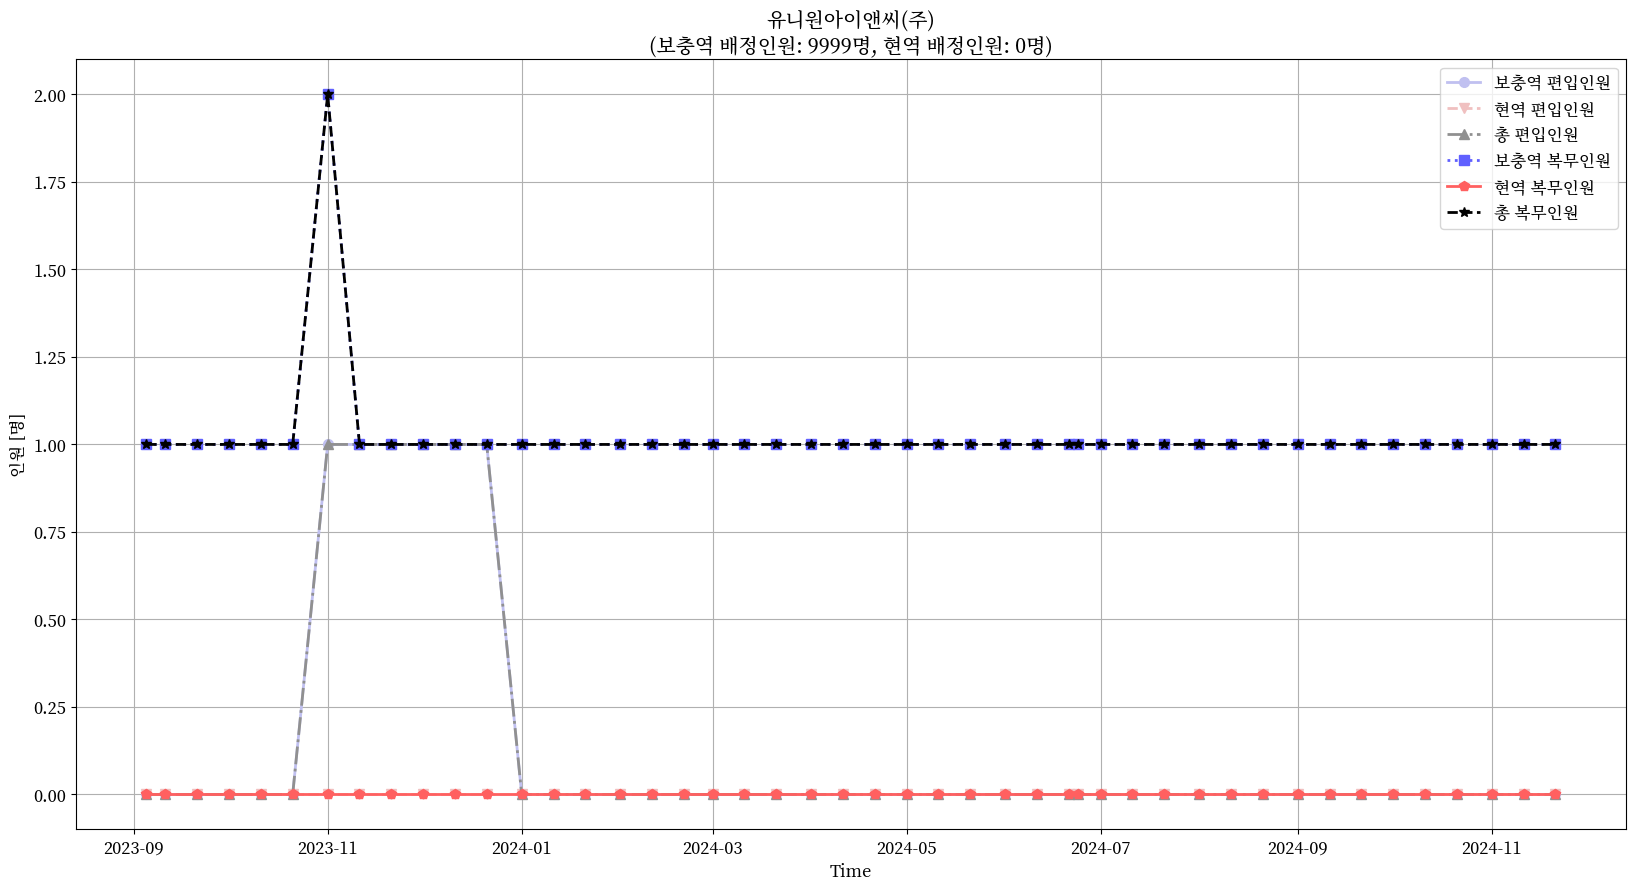 유니원아이앤씨(주)
(보충역 배정인원: 9999명, 현역 배정인원: 0명)
보충역 편입인원
현역 편입인원
총 편입인원
보충역 복무인원
현역 복무인원
총 복무인원
2.00
1.75
1.50
1.25
1.00
0.75
0.50
0.25
0.00
인원 [명]
2023-09
2023-11
2024-01
2024-03
2024-05
2024-07
2024-09
2024-11
Time